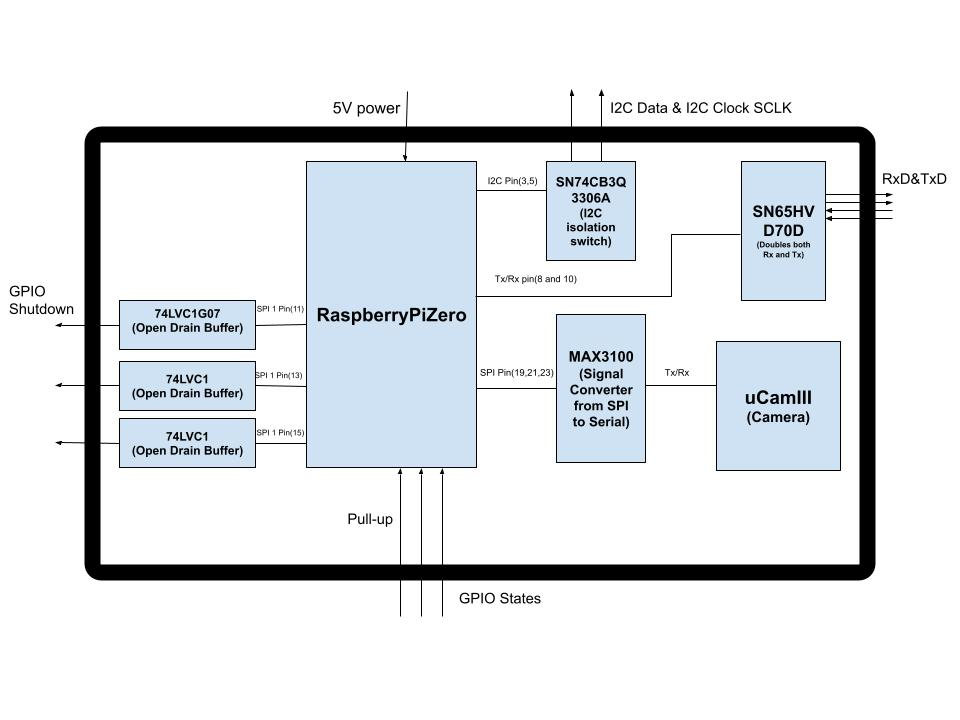 5V power
I2C Data & I2C Clock SCLK
RxD&TxD
I2C Pin(3,5)
SN74CB3Q
3306A
(I2C
isolation
switch)
SN65HV
D70D
(Doubles both
Rx and Tx)
Tx/Rx pin(8 and 10)
GPIO
Shutdown
74LVC1G07
(Open Drain Buffer)
SPI 1 Pin(11)
RaspberryPiZero
MAX3100
(Signal
Converter
from SPI
to Serial)
SPI Pin(19,21,23)
Tx/Rx
uCamIII
(Camera)
74LVC1
(Open Drain Buffer)
SPI 1 Pin(13)
74LVC1
(Open Drain Buffer)
SPI 1 Pin(15)
Pull-up
GPIO States